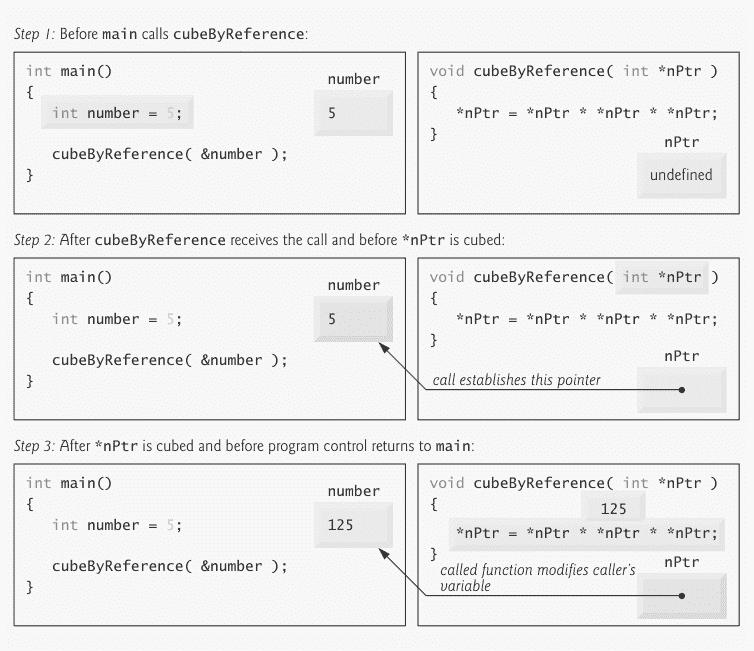 Step 1: Before main calls cubeByReference:
int main()
{
int number = 5;
cubeByReference( &number );
}
number
5
void cubeByReference( int *nPtr )
{
*nPtr = *nPtr * *nPtr * *nPtr;
}
nPtr
undefined
Step 2: After cubeByReference receives the call and before *nPtr is cubed:
int main()
{
int number = 5;
cubeByReference( &number );
}
number
5
void cubeByReference( int *nPtr )
{
*nPtr = *nPtr * *nPtr * *nPtr;
}
nPtr
call establishes this pointer
Step 3: After *nPtr is cubed and before program control returns to main:
int main()
{
int number = 5;
cubeByReference( &number );
}
number
125
void cubeByReference( int *nPtr )
{
125
*nPtr = *nPtr * *nPtr * *nPtr;
}
nPtr
called function modifies caller's
variable